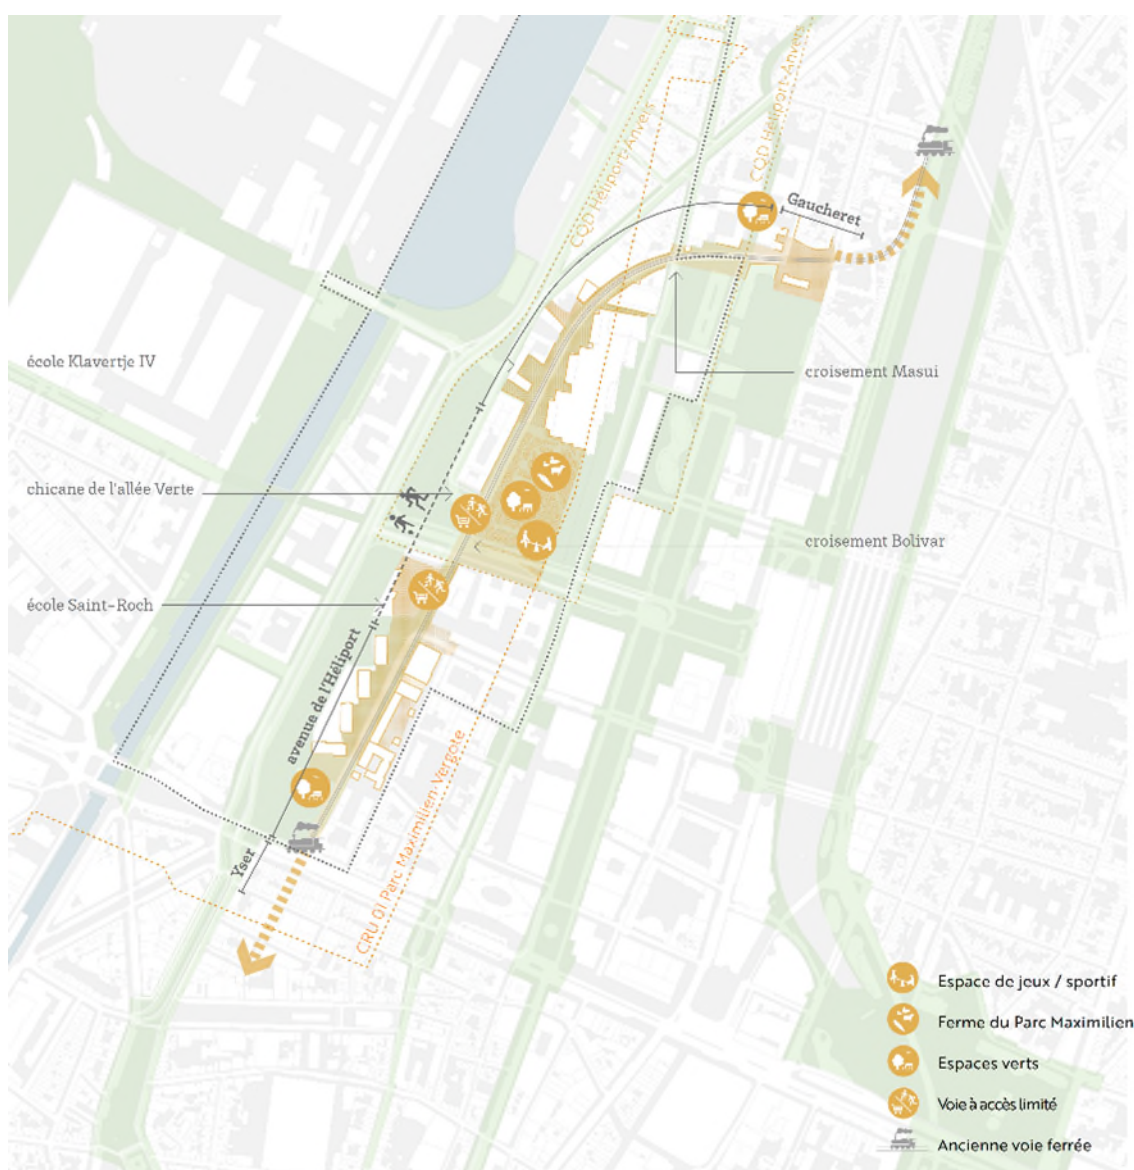 CQD Héliport-Anvers
CQD Héliport-Anvers
Gaucheret
école Klavertje IV
croisement Masui
chicane de l'allée Verte
croisement Bolivar
école Saint-Roch
avenue de l'Héliport
Yser
CRU 01 Parc Maximilien-Vergote
Espace de jeux / sportif
Ferme du Parc Maximilien
Espaces verts
Voie à accès limité
Ancienne voie ferrée